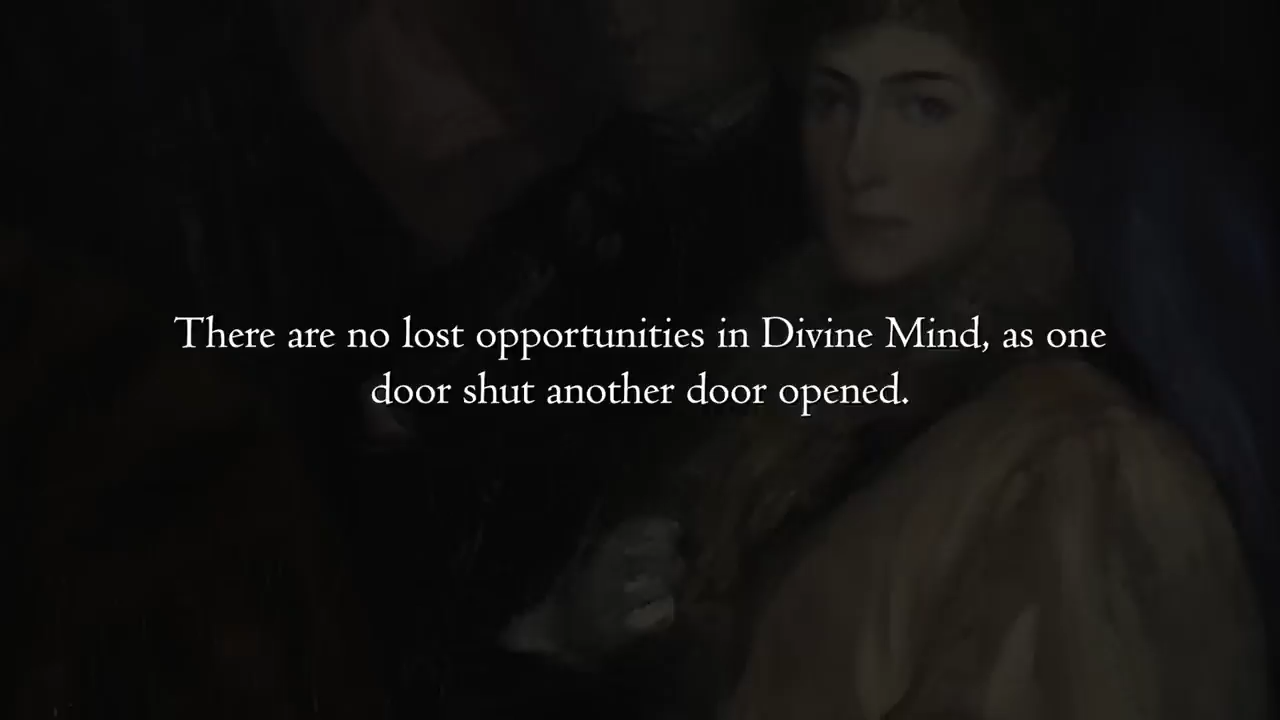 There are no lost opportunities in Divine Mind, as one
door shut another door opened.